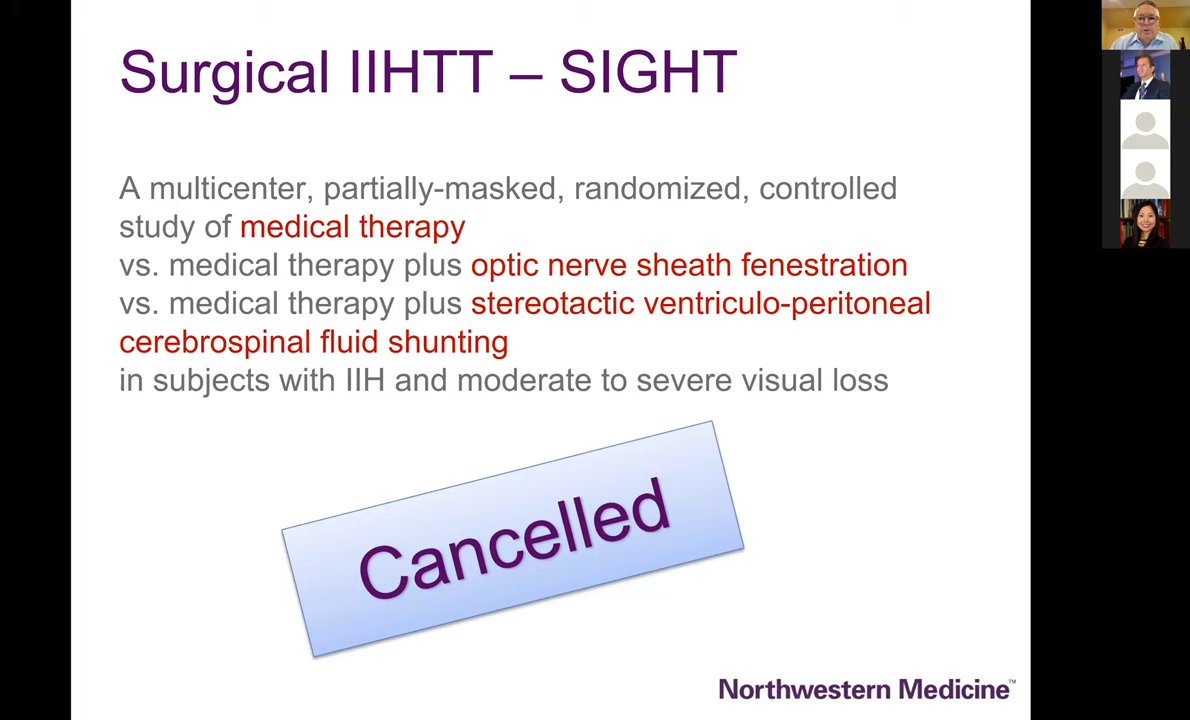 Surgical IIHTT – SIGHT
A multicenter, partially-masked, randomized, controlled
study of medical therapy
vs. medical therapy plus optic nerve sheath fenestration
vs. medical therapy plus stereotactic ventriculo-peritoneal
cerebrospinal fluid shunting
in subjects with IIH and moderate to severe visual loss
Cancelled
Northwestern Medicine™